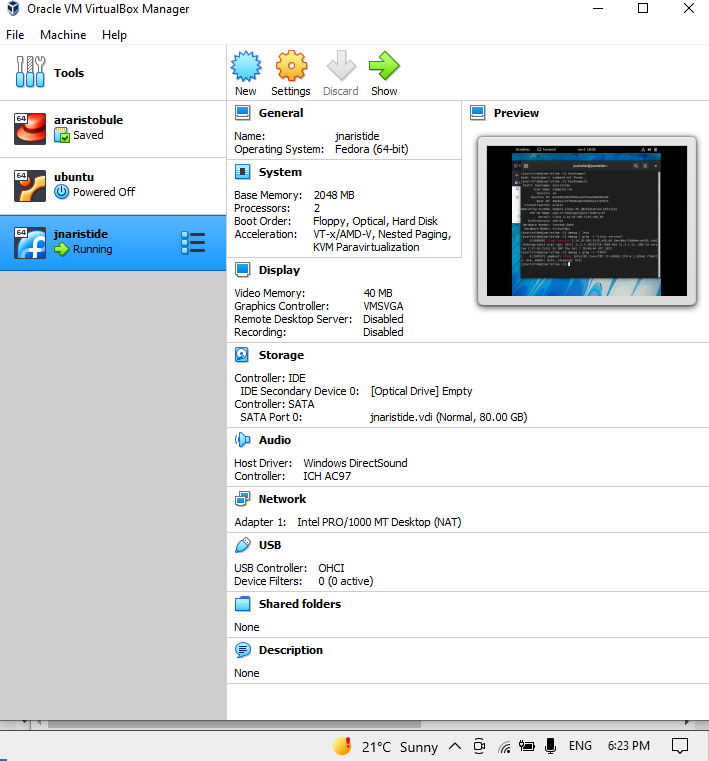 Oracle VM VirtualBox Manager
File Machine Help
Tools
64
araristobule
Saved
64
ubuntu
Powered Off
64
jnaristide
Running
New Settings Discard Show
General
Name: jnaristide
Operating System: Fedora (64-bit)
System
Base Memory: 2048 MB
Processors: 2
Boot Order: Floppy, Optical, Hard Disk
Acceleration: VT-x/AMD-V, Nested Paging,
KVM Paravirtualization
Display
Video Memory: 40 MB
Graphics Controller: VMSVGA
Remote Desktop Server: Disabled
Recording: Disabled
Storage
Controller: IDE
IDE Secondary Device 0: [Optical Drive] Empty
Controller: SATA
SATA Port 0: jnaristide.vdi (Normal, 80.00 GB)
Audio
Host Driver: Windows DirectSound
Controller: ICH AC97
Network
Adapter 1: Intel PRO/1000 MT Desktop (NAT)
USB
USB Controller: OHCI
Device Filters: 0 (0 active)
Shared folders
None
Description
None
Preview
Activities Terminal
21°C Sunny ENG 6:23 PM